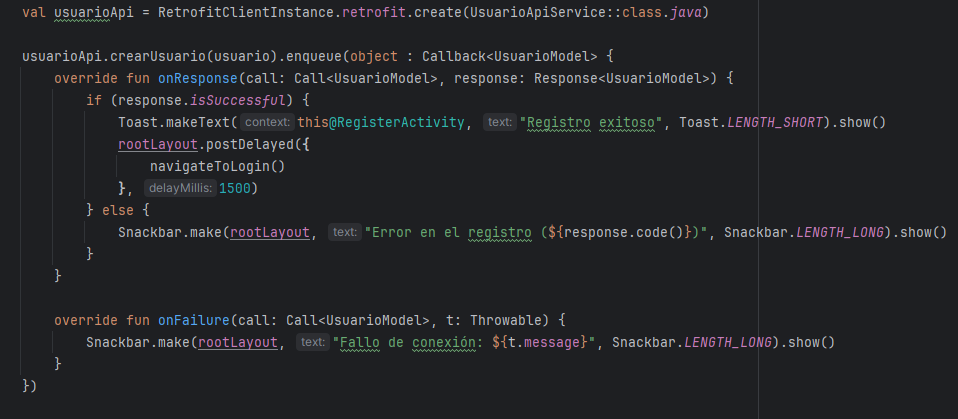 val usuarioApi = RetrofitClientInstance.retrofit.create(UsuarioApiService::class.java)
usuarioApi.crearUsuario(usuario).enqueue(object : Callback<UsuarioModel> {
override fun onResponse(call: Call<UsuarioModel>, response: Response<UsuarioModel>) {
if (response.isSuccessful) {
Toast.makeText( context: this@RegisterActivity, text: "Registro exitoso", Toast.LENGTH_SHORT).show()
rootLayout.postDelayed({
navigateToLogin()
}, delayMillis: 1500)
} else {
Snackbar.make(rootLayout, text: "Error en el registro (${response.code()})", Snackbar.LENGTH_LONG).show()
}
}
override fun onFailure(call: Call<UsuarioModel>, t: Throwable) {
Snackbar.make(rootLayout, text: "Fallo de conexión: ${t.message}", Snackbar.LENGTH_LONG).show()
}
})